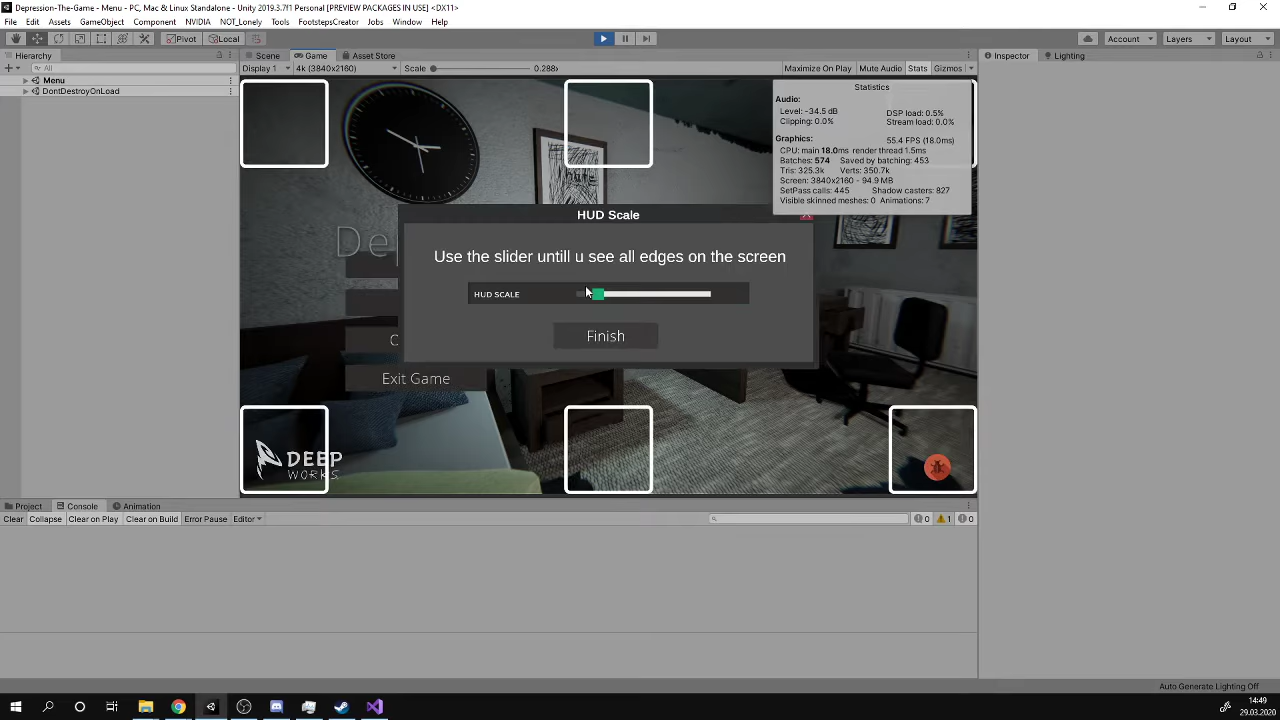 Depression-The-Game - Menu - PC, Mac & Linux Standalone - Unity 2019.3.7f1 Personal [PREVIEW PACKAGES IN USE] <DX11>
File Edit Assets GameObject Component NVIDIA NOT_Lonely Tools FootstepsCreator Jobs Window Help
Pivot Local Account Layers Layout
Hierarchy Scene Game Asset Store Inspector Lighting
All Display 1 4k (3840x2160) Scale 0.288x Maximize On Play Mute Audio Stats Gizmos
Menu
DontDestroyOnLoad
Statistics
Audio:
Level: -34.5 dB DSP load: 0.5%
Clipping: 0.0% Stream load: 0.0%
Graphics: 55.4 FPS (18.0ms)
CPU: main 18.0ms render thread 1.5ms
Batches: 574 Saved by batching: 453
Tris: 325.3k Verts: 350.7k
Screen: 3840x2160 - 94.9 MB
SetPass calls: 445 Shadow casters: 827
Visible skinned meshes: 0 Animations: 7
HUD Scale
X
De
Use the slider untill u see all edges on the screen
HUD SCALE
Finish
Exit Game
DEEP
WORKS
Project Console Animation
Clear Collapse Clear on Play Clear on Build Error Pause Editor 0 1 0
Auto Generate Lighting Off
14:49
29.03.2020